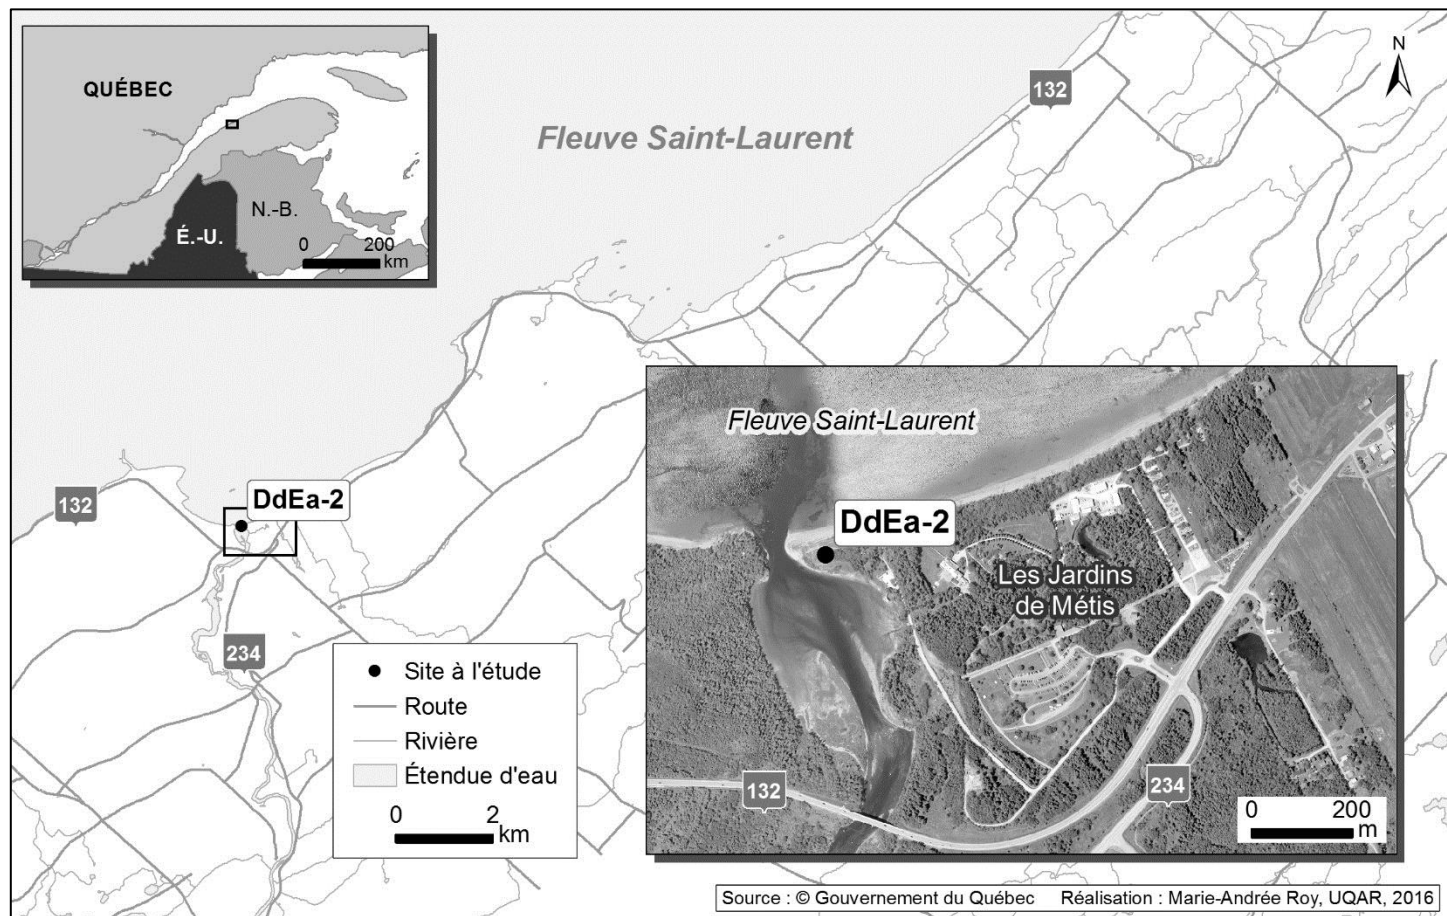 QUÉBEC
N.-B.
É.-U.
0 200
km
Fleuve Saint-Laurent
132
N
132
DdEa-2
234
Site à l'étude
Route
Rivière
Étendue d'eau
0 2
km
Fleuve Saint-Laurent
DdEa-2
Les Jardins
de Métis
132
234
0 200
m
Source : © Gouvernement du Québec Réalisation : Marie-Andrée Roy, UQAR, 2016